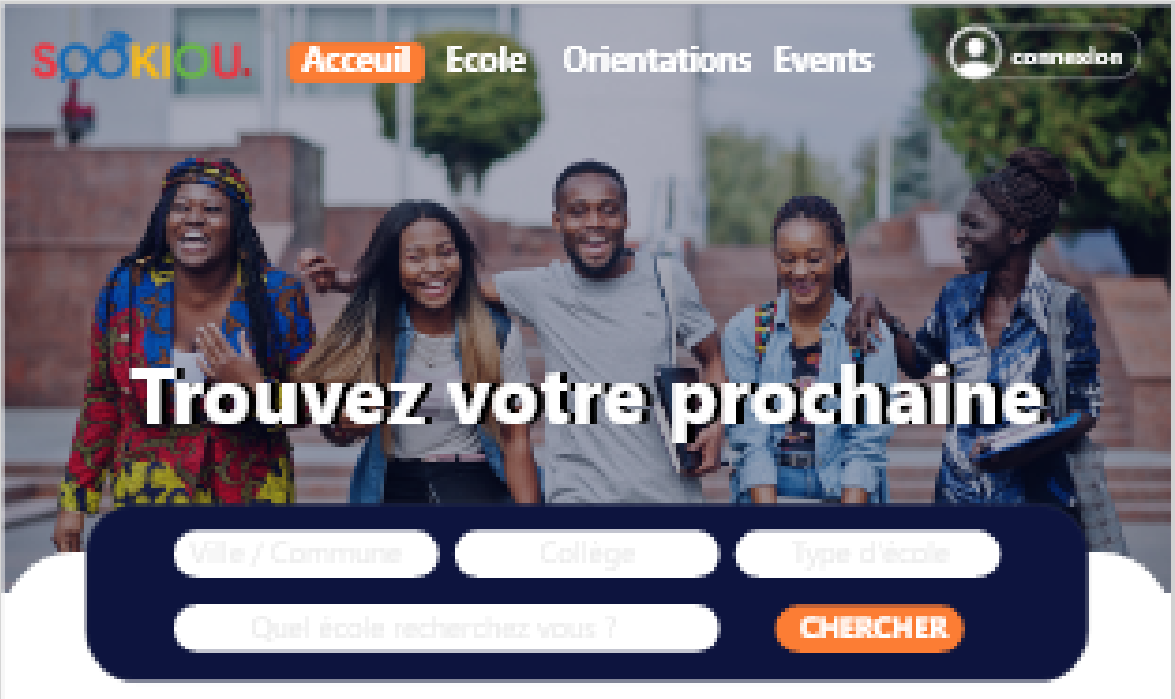 SOOKIOU.
Acceuil Ecole Orientations Events connexion
Trouvez votre prochaine
Ville / Commune Collège Type d'école
Quel école recherchez vous ? CHERCHER